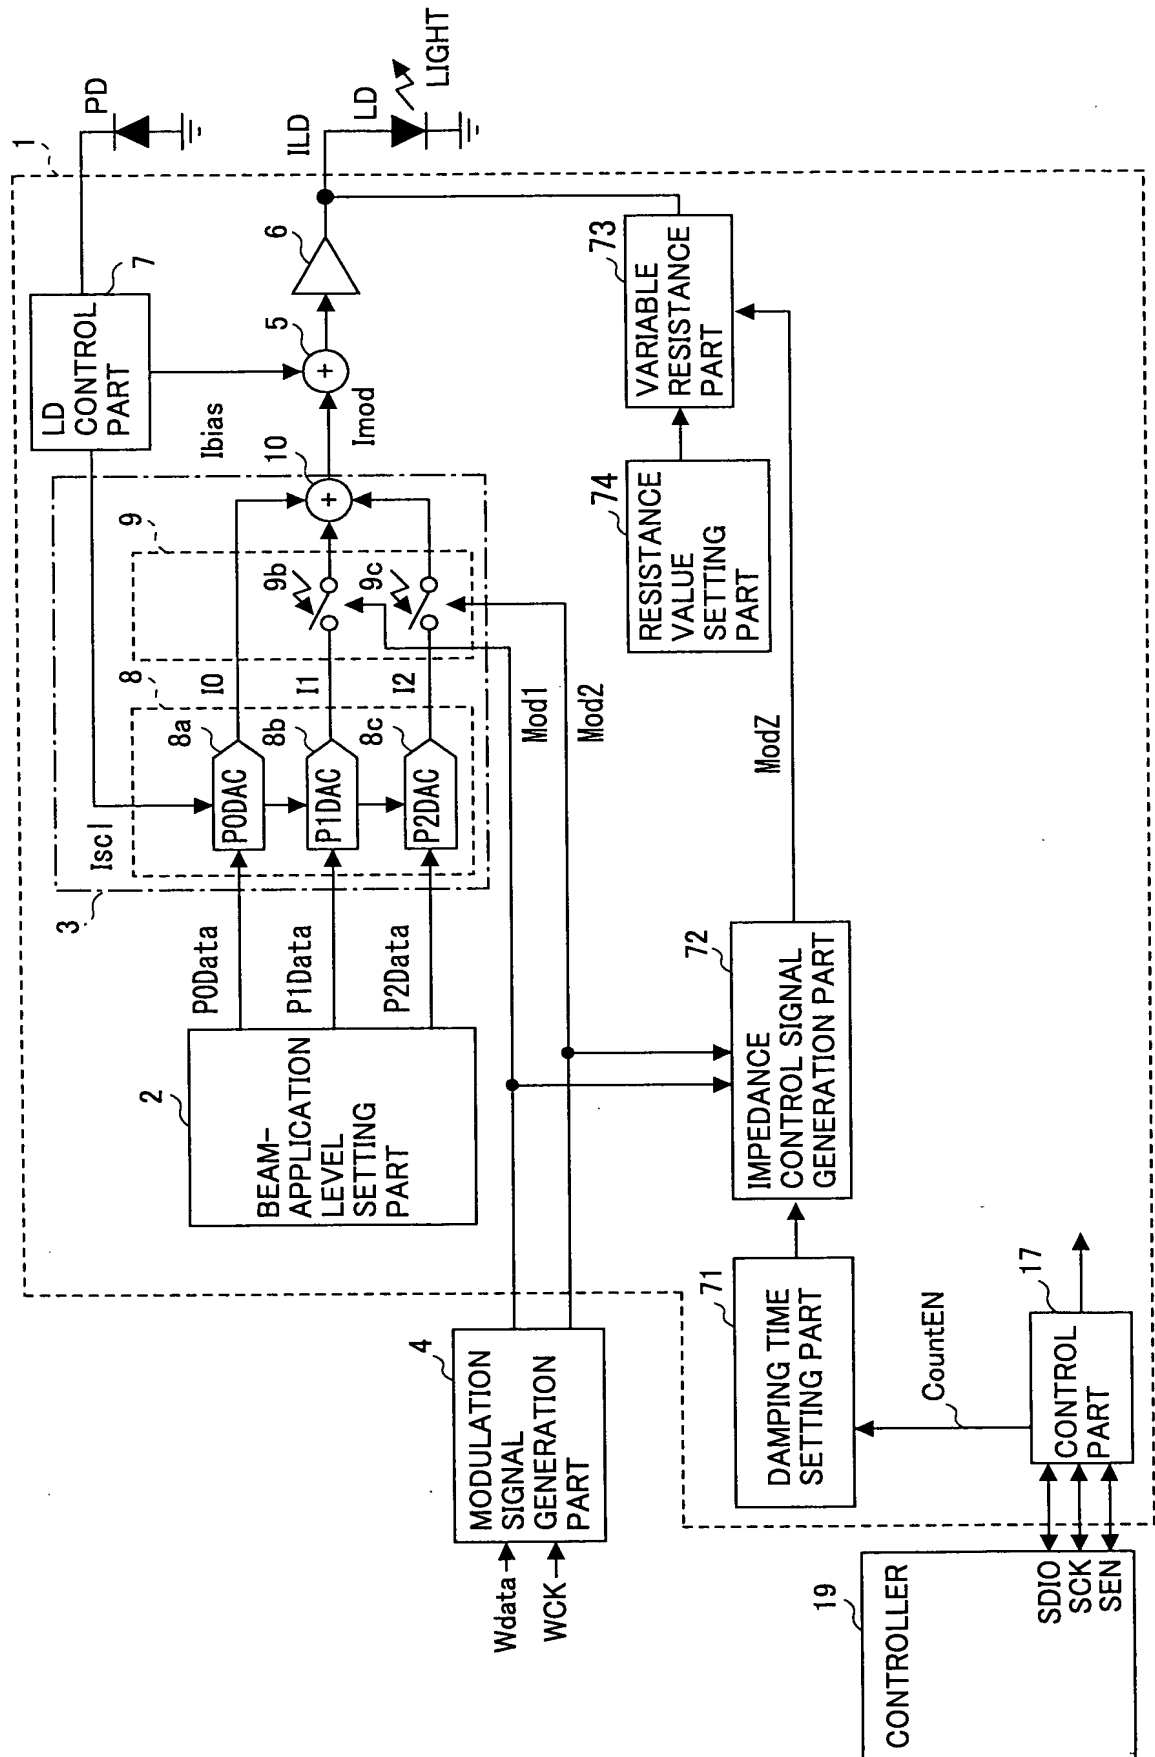 1
PD
LD
CONTROL
PART
7
ILD
LD
LIGHT
6
5
Ibias
Imod
10
9
9b
9c
8
I0
I1
I2
8a
8b
8c
P0DAC
P1DAC
P2DAC
Iscl
3
P0Data
P1Data
P2Data
2
BEAM-
APPLICATION
LEVEL
SETTING
PART
Mod1
Mod2
4
MODULATION
SIGNAL
GENERATION
PART
Wdata
WCK
73
VARIABLE
RESISTANCE
PART
74
RESISTANCE
VALUE
SETTING
PART
ModZ
72
IMPEDANCE
CONTROL SIGNAL
GENERATION PART
71
DAMPING TIME
SETTING PART
CountEN
17
CONTROL
PART
19
CONTROLLER
SDIO
SCK
SEN